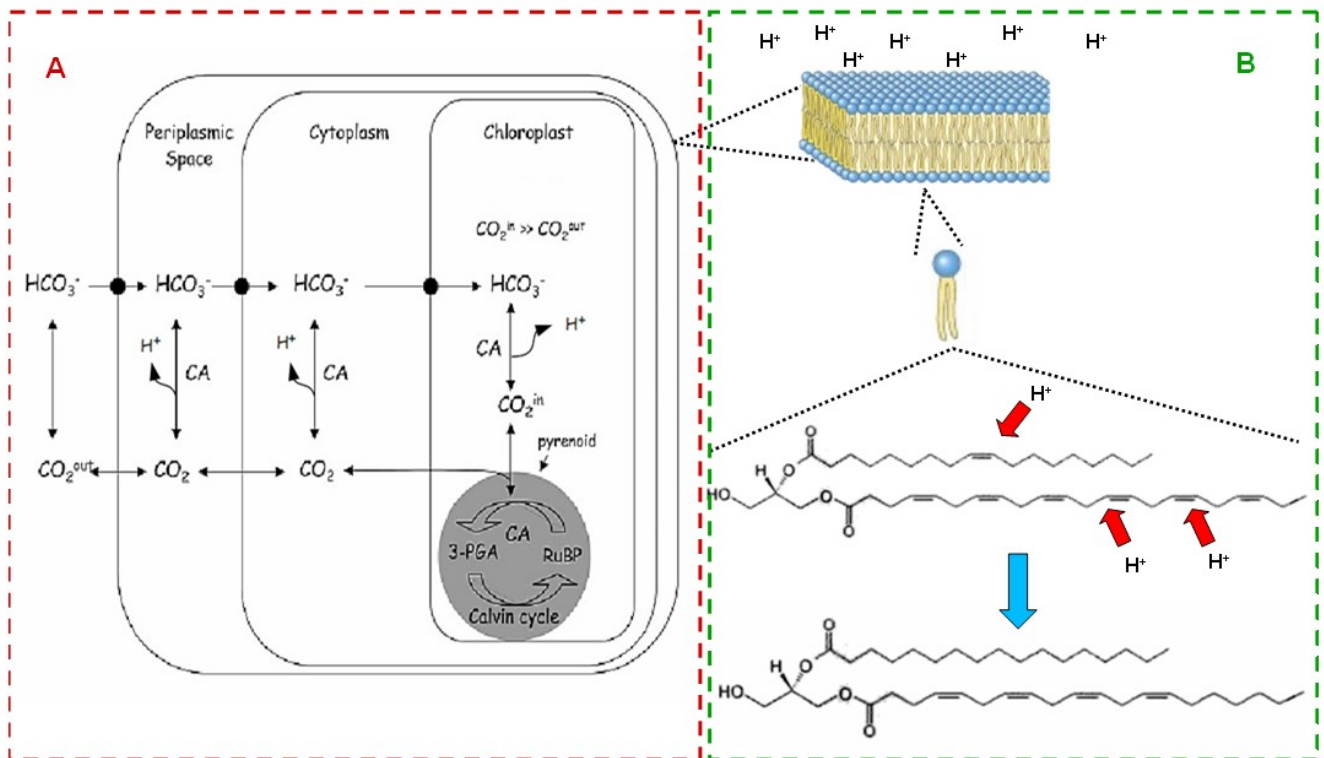 A
Periplasmic
Space
Cytoplasm
Chloroplast
CO₂ⁱⁿ >> CO₂ᵒᵘᵗ
HCO₃⁻
HCO₃⁻
HCO₃⁻
HCO₃⁻
H⁺
CA
H⁺
CA
CA
H⁺
CO₂ⁱⁿ
pyrenoid
CO₂ᵒᵘᵗ
CO₂
CO₂
CA
3-PGA
RuBP
Calvin cycle
B
H⁺
H⁺
H⁺
H⁺
H⁺
H⁺
H⁺
H⁺
O
H
O
HO
O
O
H⁺
H⁺
O
H
O
HO
O
O